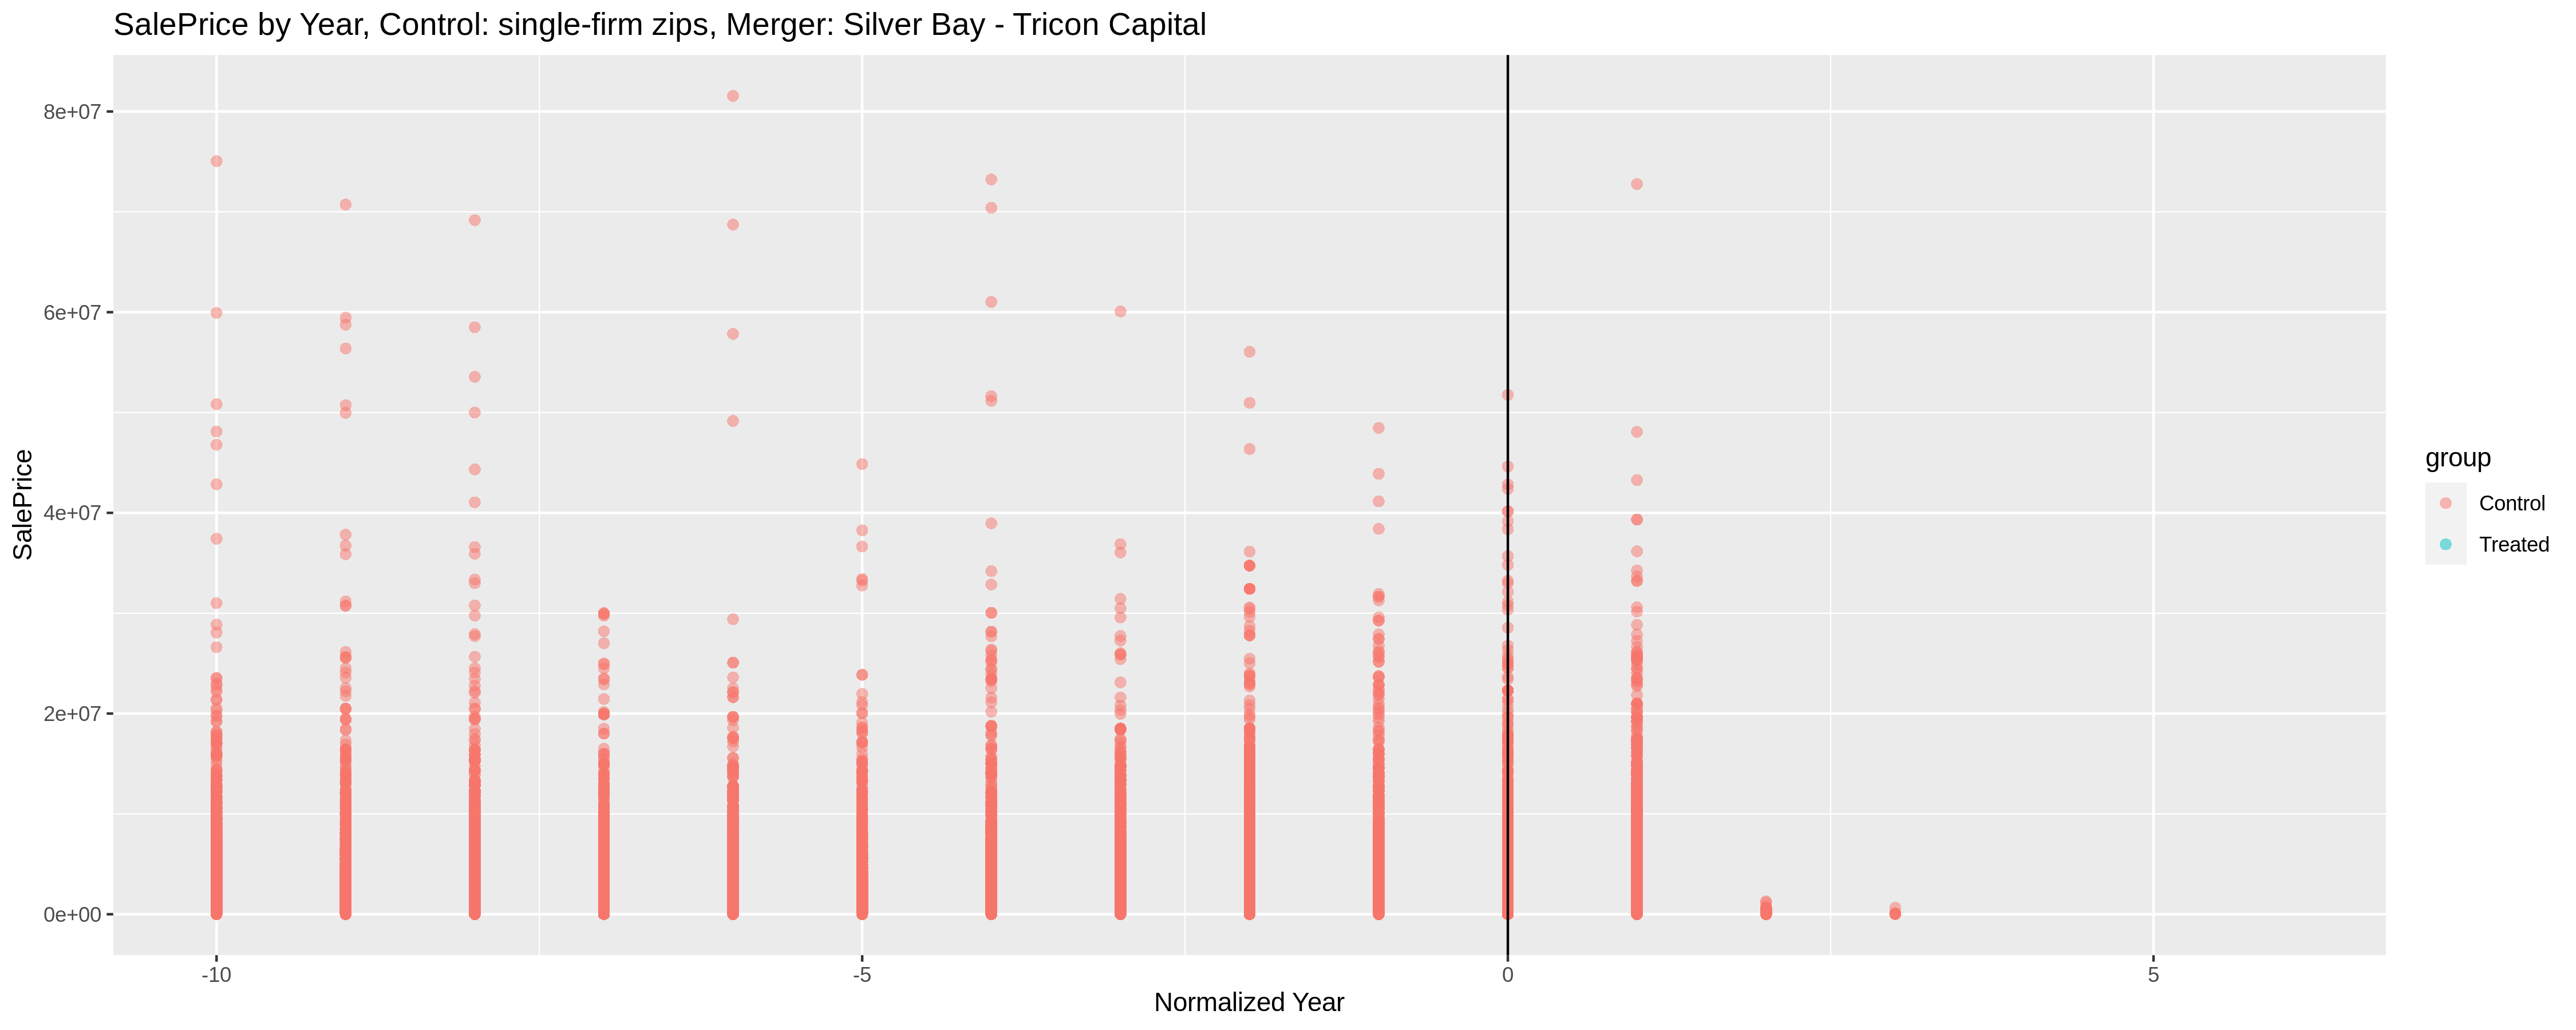 SalePrice by Year, Control: single-firm zips, Merger: Silver Bay - Tricon Capital
SalePrice
8e+07
6e+07
4e+07
2e+07
0e+00
-10
-5
0
5
Normalized Year
group
Control
Treated